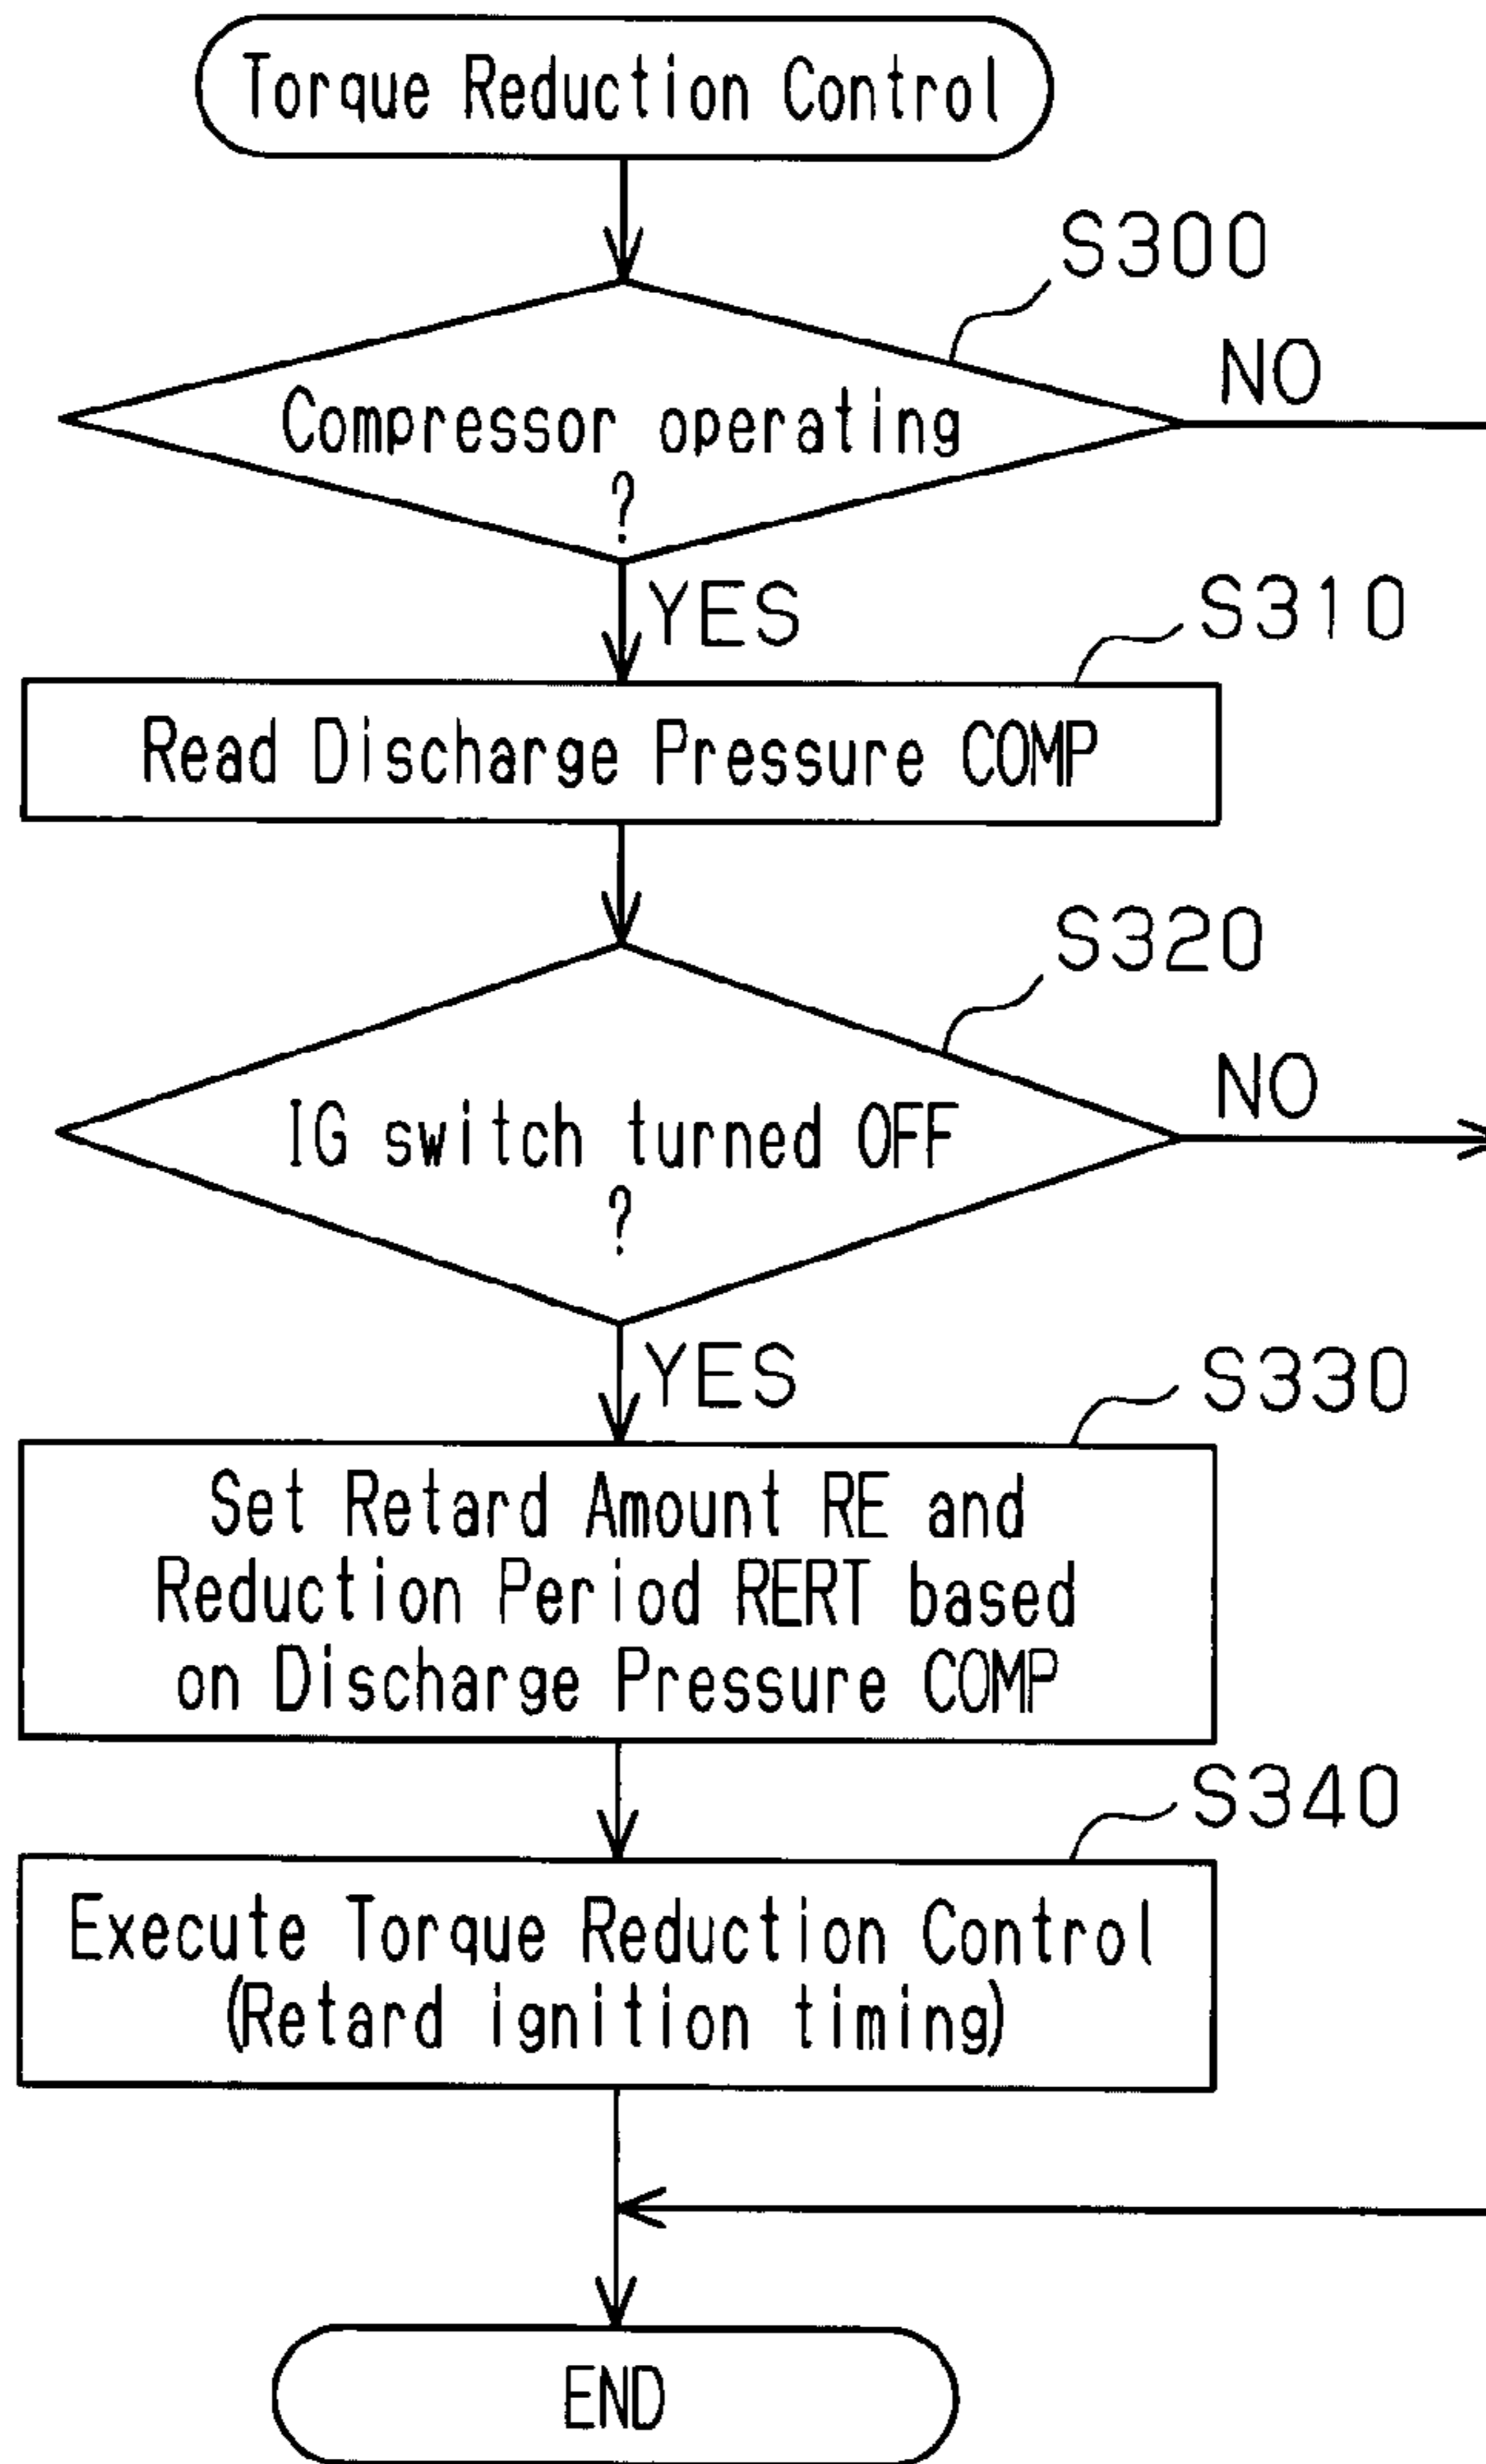 Torque Reduction Control
S300
Compressor operating
?
NO
YES
S310
Read Discharge Pressure COMP
S320
IG switch turned OFF
?
NO
YES
S330
Set Retard Amount RE and
Reduction Period RERT based
on Discharge Pressure COMP
S340
Execute Torque Reduction Control
(Retard ignition timing)
END